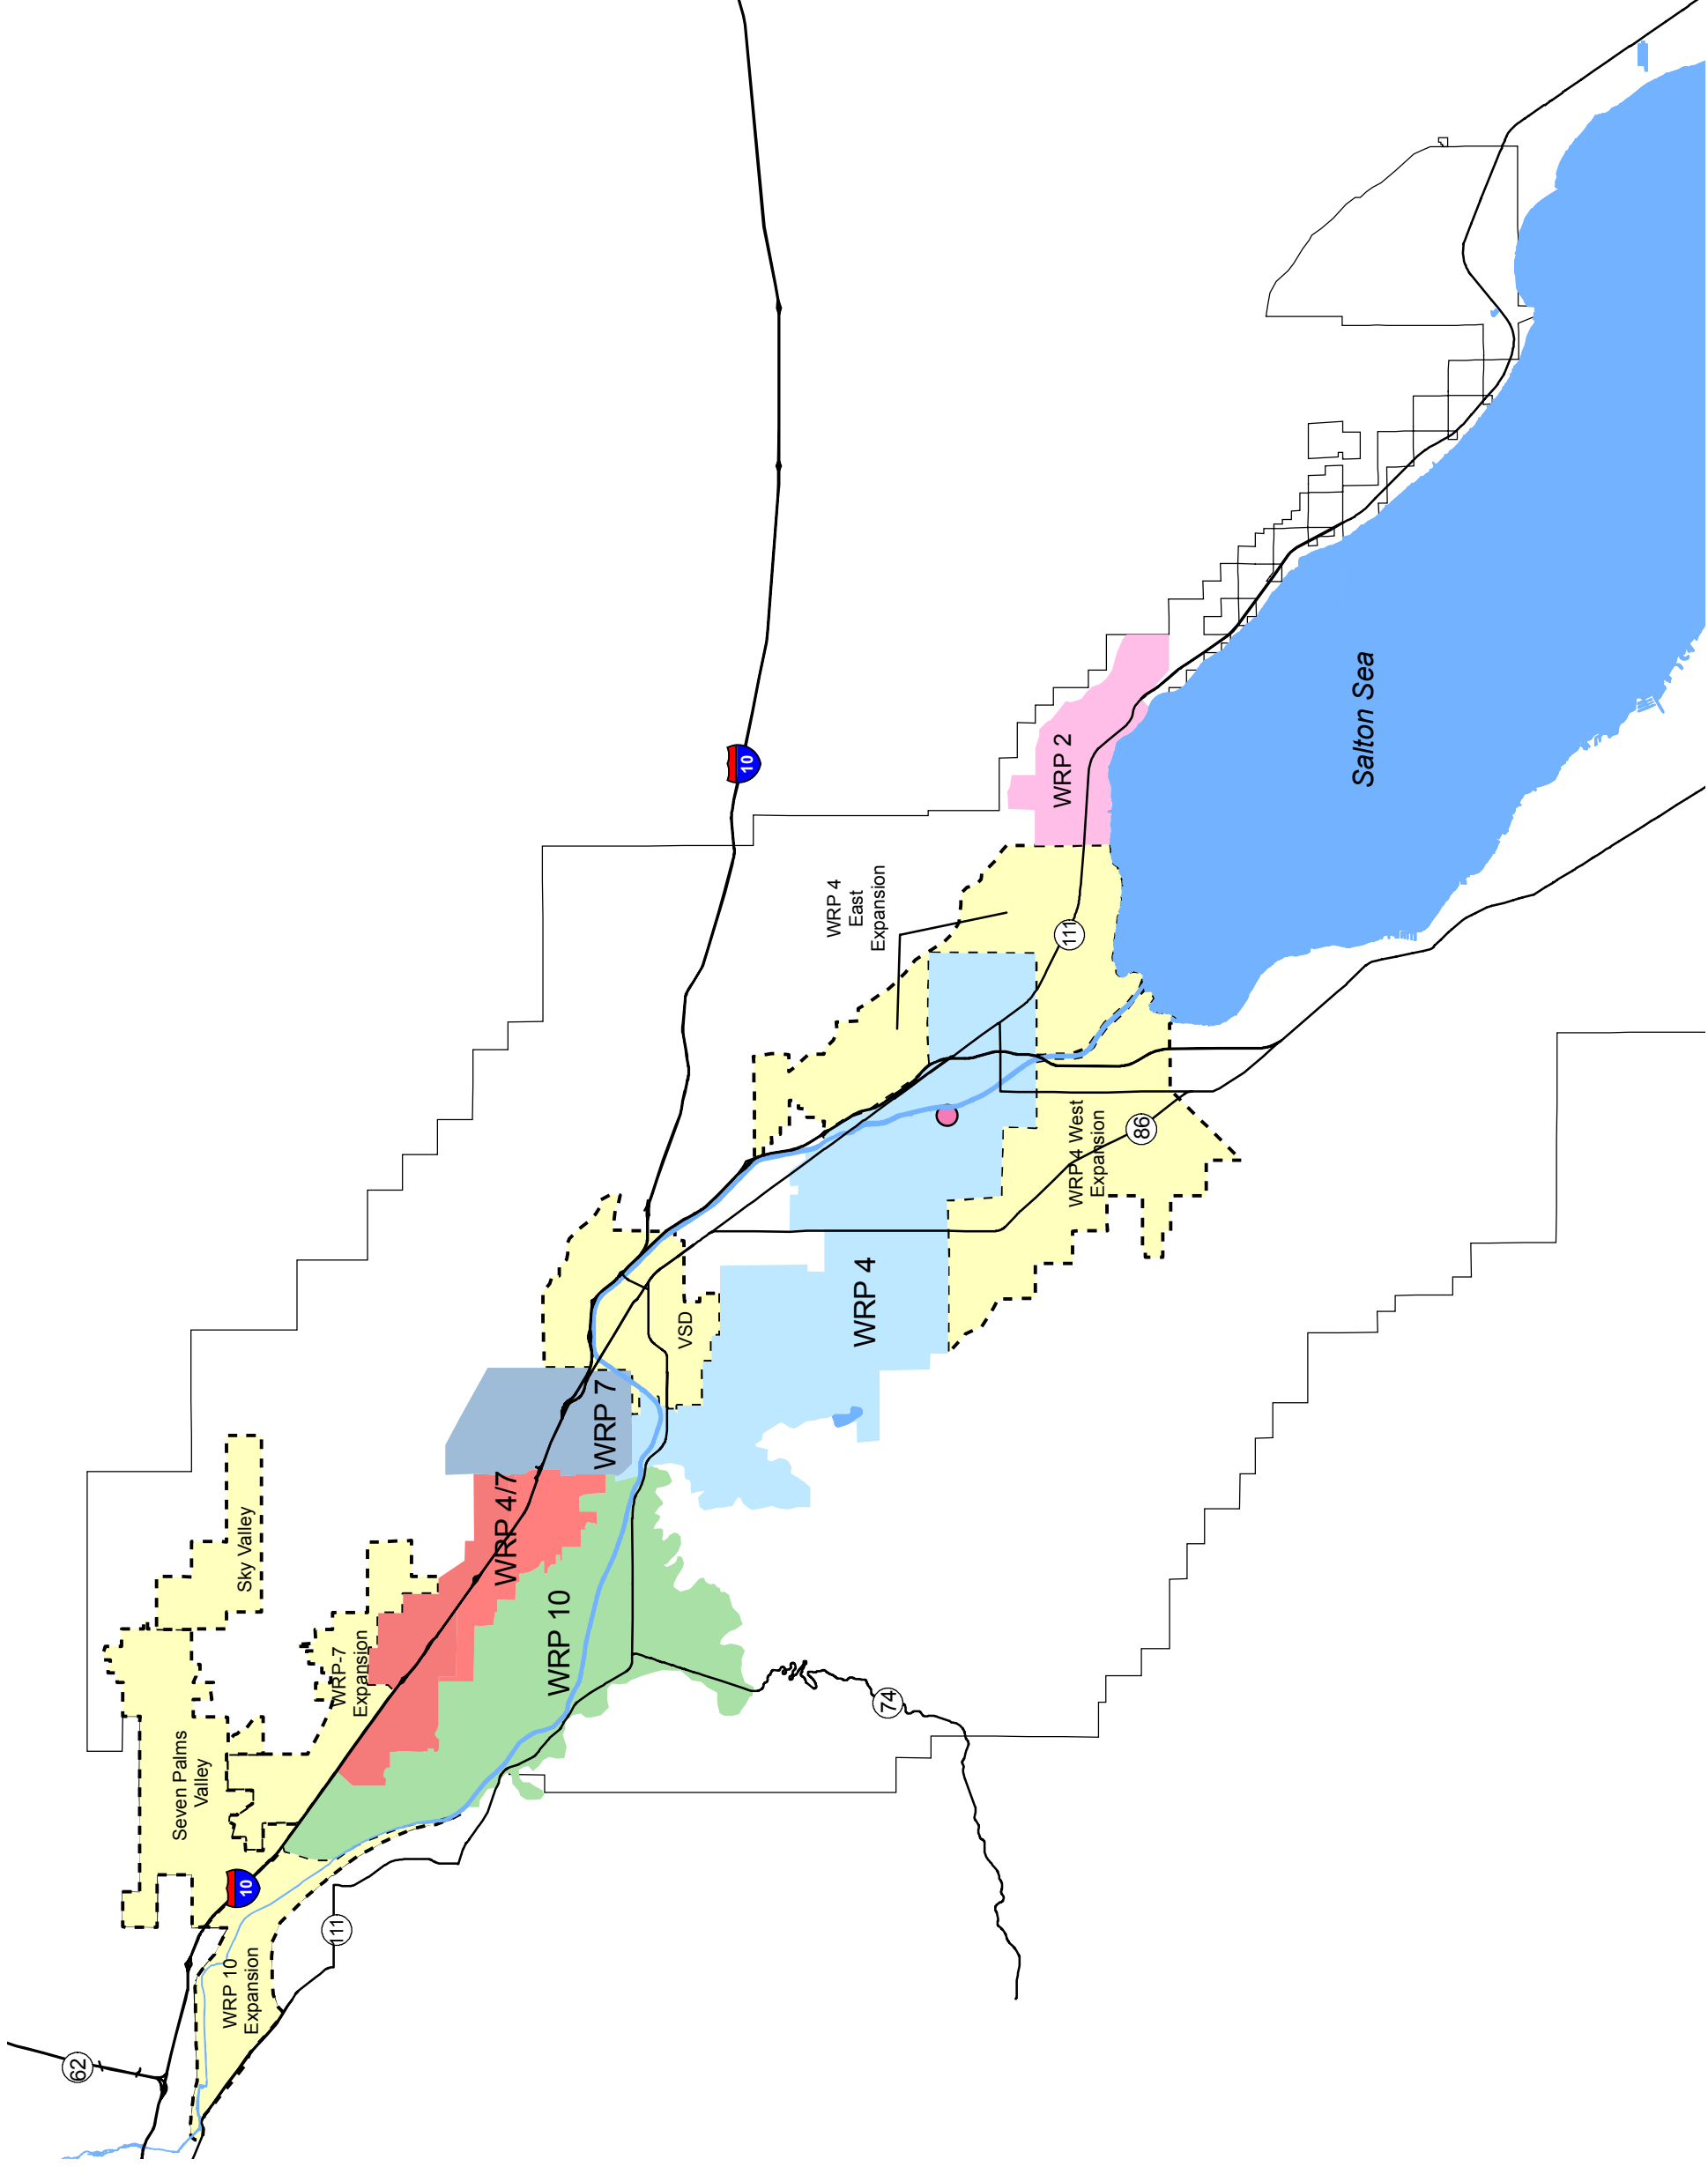 62
WRP 10
Expansion
111
10
Seven Palms
Valley
Sky Valley
WRP-7
Expansion
WRP 10
74
WRP 4/7
WRP 7
VSD
WRP 4
WRP 4 West
Expansion
86
WRP 4
East
Expansion
111
10
WRP 2
Salton Sea